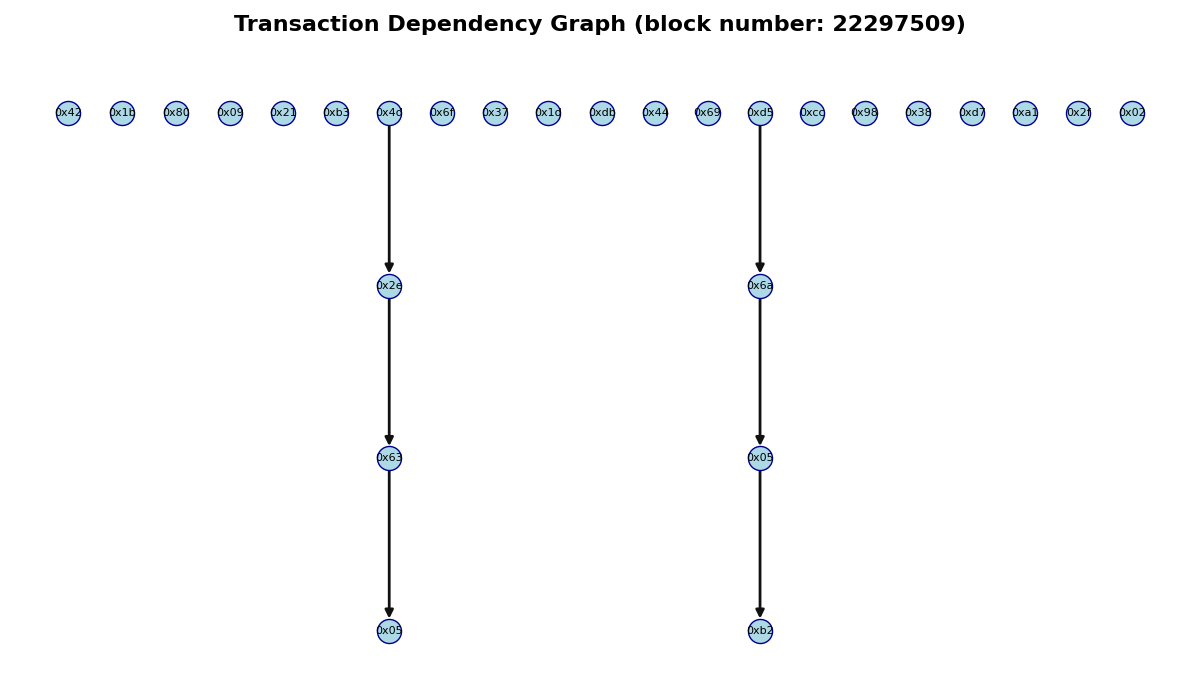 Transaction Dependency Graph (block number: 22297509)
0x42 0x1b 0x80 0x09 0x21 0xb3 0x4d 0x6f 0x37 0x1d 0xdb 0x44 0x69 0xd5 0xcc 0x98 0x38 0xd7 0xa1 0x2f 0x02
0x2e 0x6a
0x63 0x05
0x05 0xb2